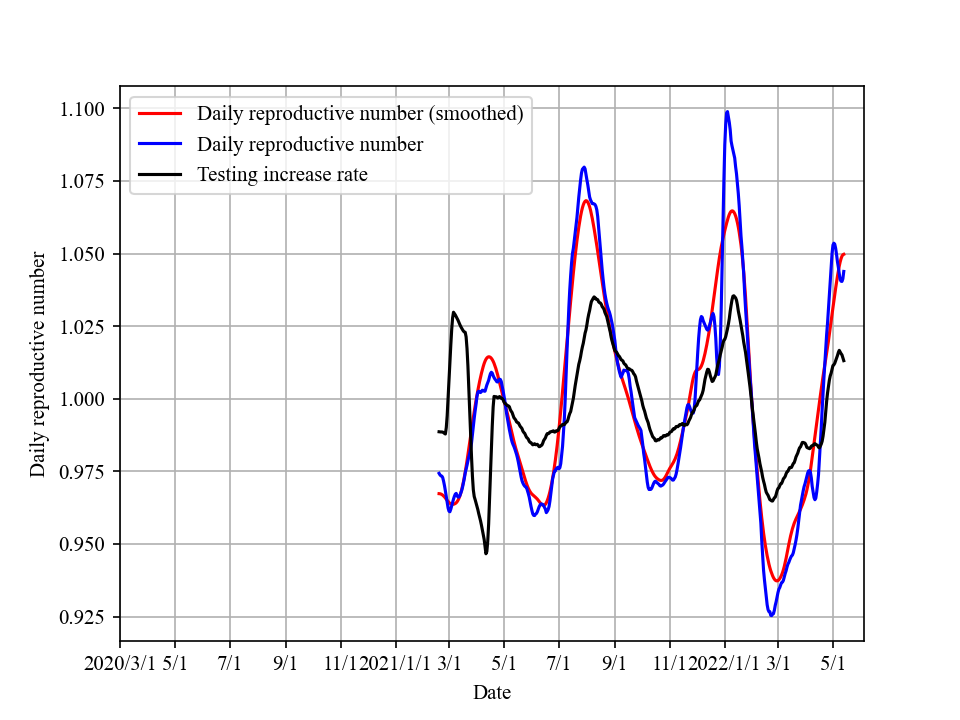 Daily reproductive number (smoothed)
Daily reproductive number
Testing increase rate
1.100
1.075
1.050
1.025
1.000
0.975
0.950
0.925
Daily reproductive number
2020/3/1 5/1 7/1 9/1 11/1 2021/1/1 3/1 5/1 7/1 9/1 11/1 2022/1/1 3/1 5/1
Date